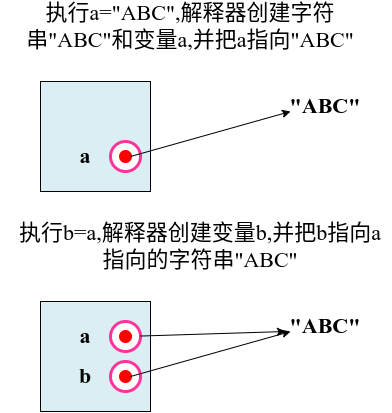 执行a="ABC",解释器创建字符
串"ABC"和变量a,并把a指向"ABC"
"ABC"
a
执行b=a,解释器创建变量b,并把b指向a
指向的字符串"ABC"
a
"ABC"
b